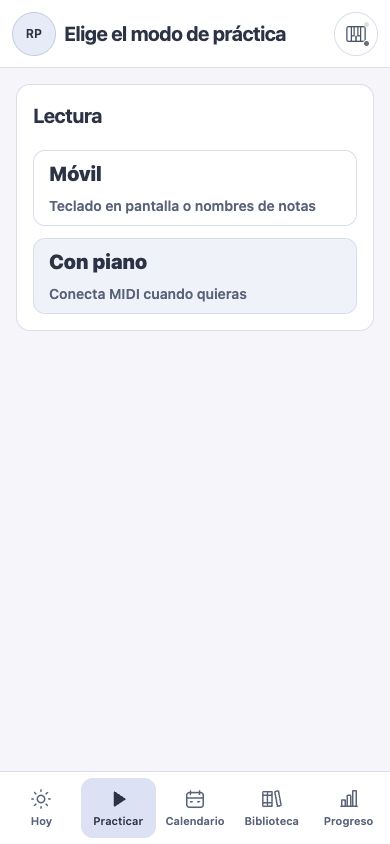 RP
Elige el modo de práctica
Lectura
Móvil
Teclado en pantalla o nombres de notas
Con piano
Conecta MIDI cuando quieras
Hoy
Practicar
Calendario
Biblioteca
Progreso